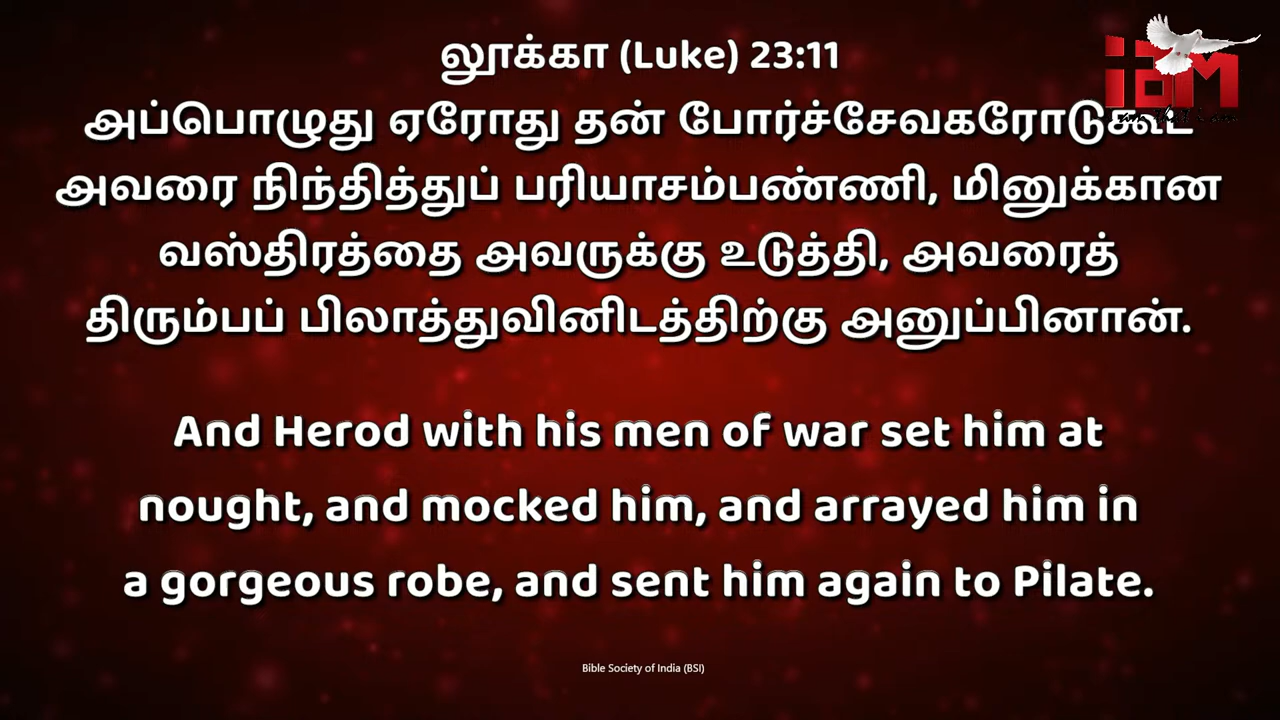 லூக்கா (Luke) 23:11
அப்பொழுது ஏரோது தன் போர்ச்சேவகரோடுகூட
அவரை நிந்தித்துப் பரியாசம்பண்ணி, மினுக்கான
வஸ்திரத்தை அவருக்கு உடுத்தி, அவரைத்
திரும்பப் பிலாத்துவினிடத்திற்கு அனுப்பினான்.
And Herod with his men of war set him at
nought, and mocked him, and arrayed him in
a gorgeous robe, and sent him again to Pilate.
Bible Society of India (BSI)